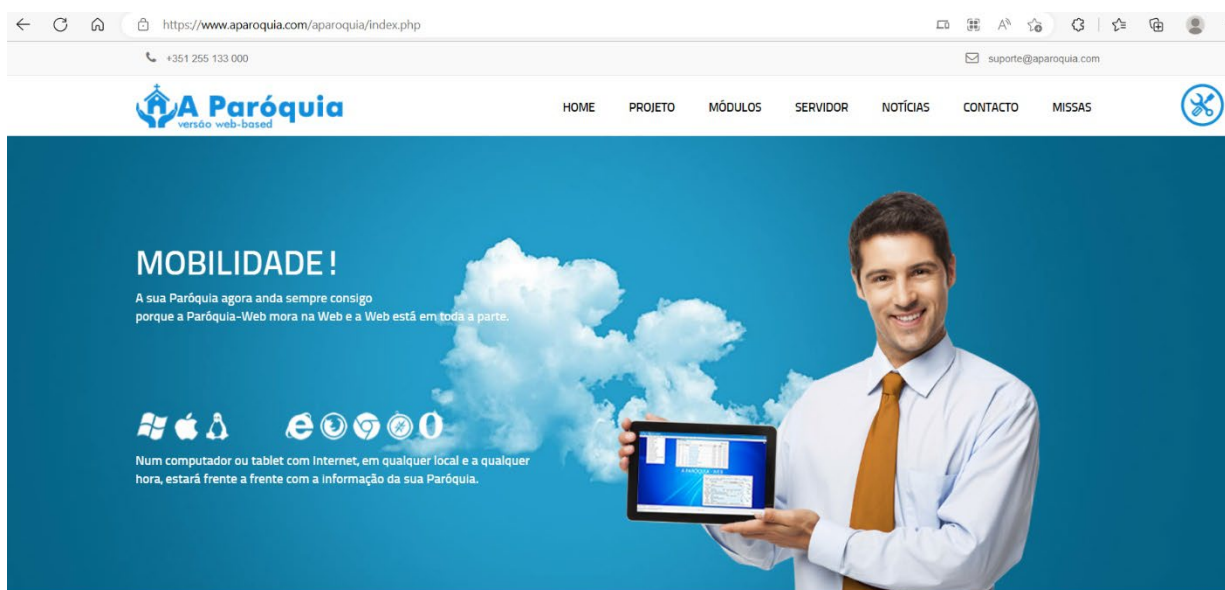 https://www.aparoquia.com/aparoquia/index.php
+351 255 133 000
suporte@aparoquia.com
A Paróquia
versão web-based
HOME PROJETO MÓDULOS SERVIDOR NOTÍCIAS CONTACTO MISSAS
MOBILIDADE!
A sua Paróquia agora anda sempre consigo
porque a Paróquia-Web mora na Web e a Web está em toda a parte.
Num computador ou tablet com Internet, em qualquer local e a qualquer
hora, estará frente a frente com a informação da sua Paróquia.